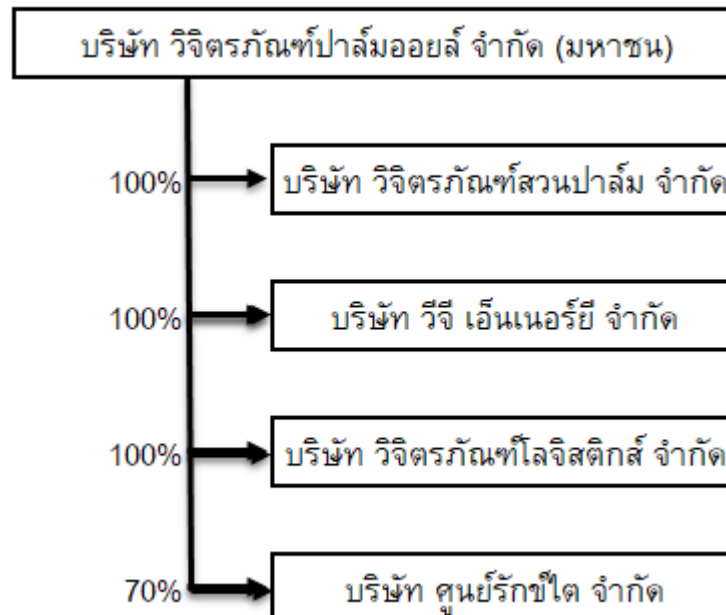 บริษัท วิจิตรภัณฑ์ปาล์มออยล์ จำกัด (มหาชน)
100% บริษัท วิจิตรภัณฑ์สวนปาล์ม จำกัด
100% บริษัท วีจี เอ็นเนอร์ยี จำกัด
100% บริษัท วิจิตรภัณฑ์โลจิสติกส์ จำกัด
70% บริษัท ศูนย์รักษ์ไต จำกัด